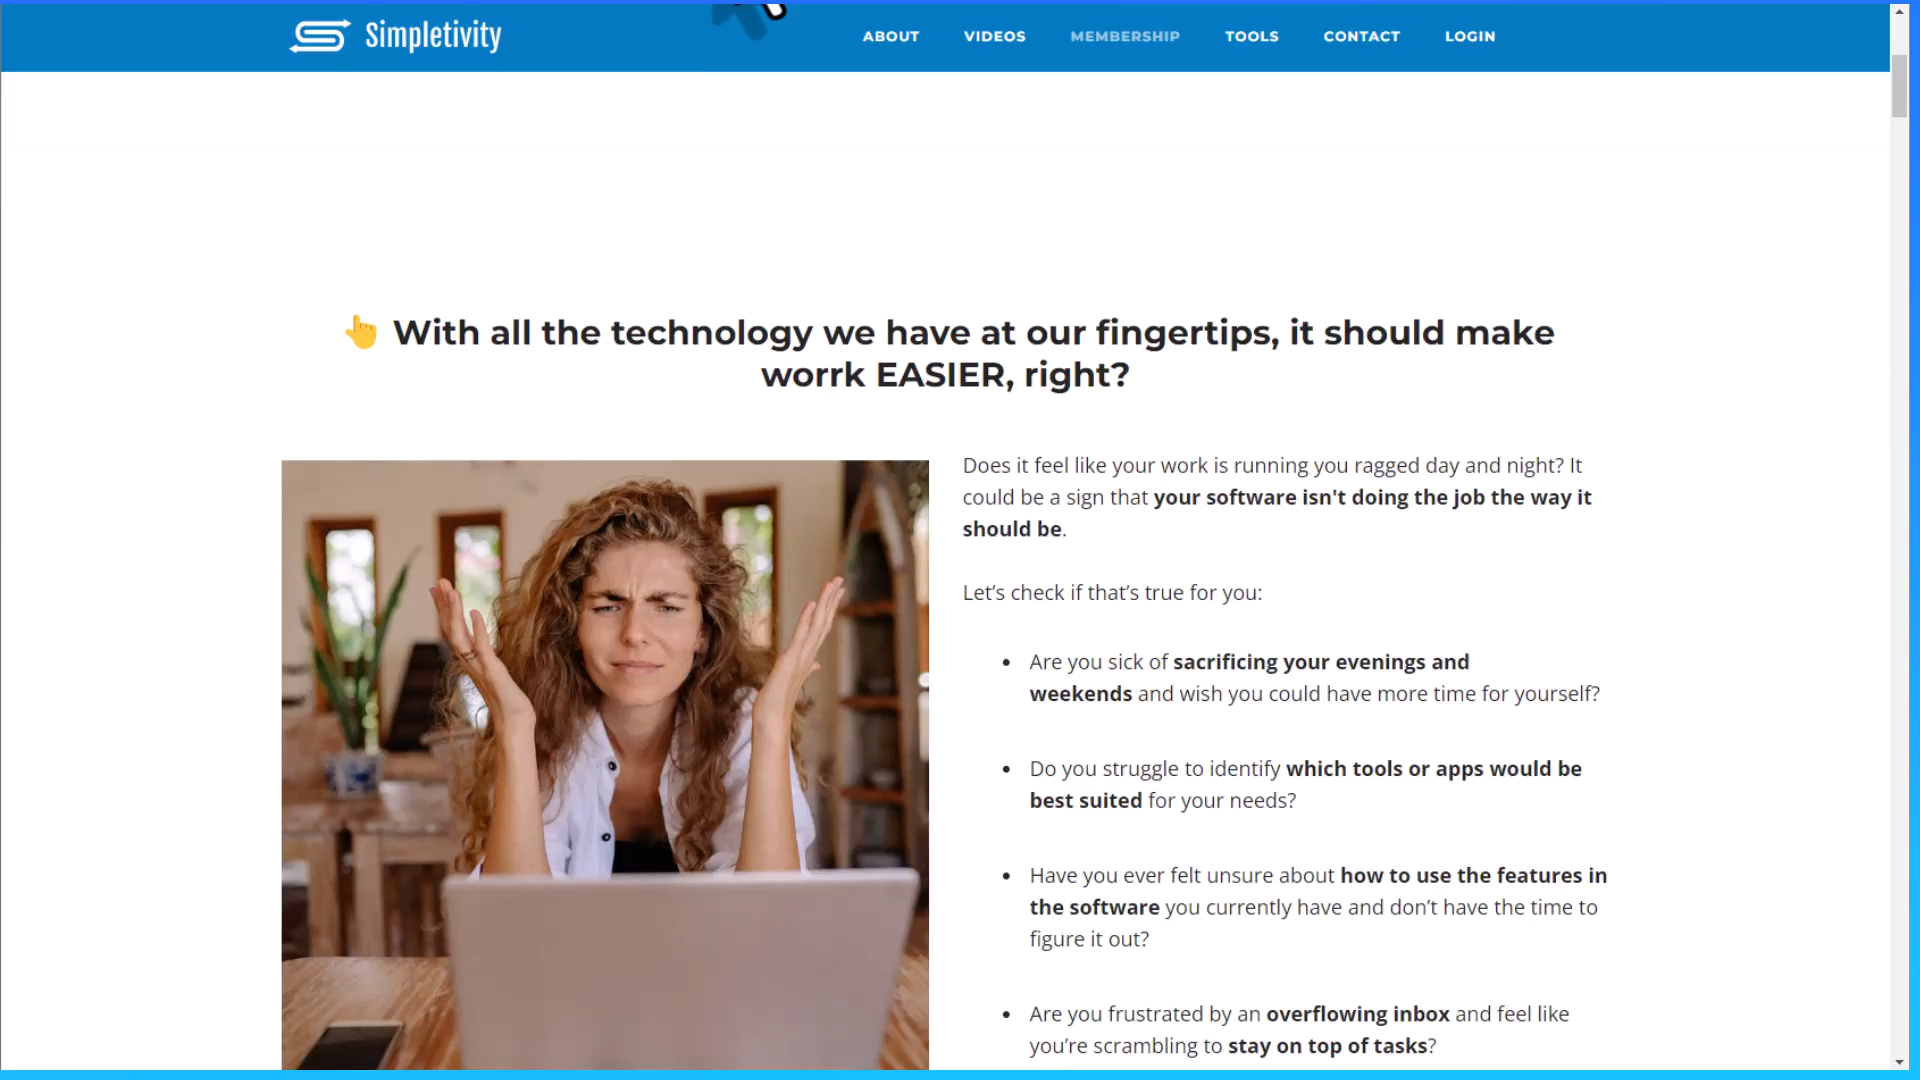 Simpletivity
ABOUT VIDEOS MEMBERSHIP TOOLS CONTACT LOGIN
👆 With all the technology we have at our fingertips, it should make
worrk EASIER, right?
Does it feel like your work is running you ragged day and night? It
could be a sign that your software isn't doing the job the way it
should be.
Let’s check if that’s true for you:
• Are you sick of sacrificing your evenings and
weekends and wish you could have more time for yourself?
• Do you struggle to identify which tools or apps would be
best suited for your needs?
• Have you ever felt unsure about how to use the features in
the software you currently have and don’t have the time to
figure it out?
• Are you frustrated by an overflowing inbox and feel like
you’re scrambling to stay on top of tasks?